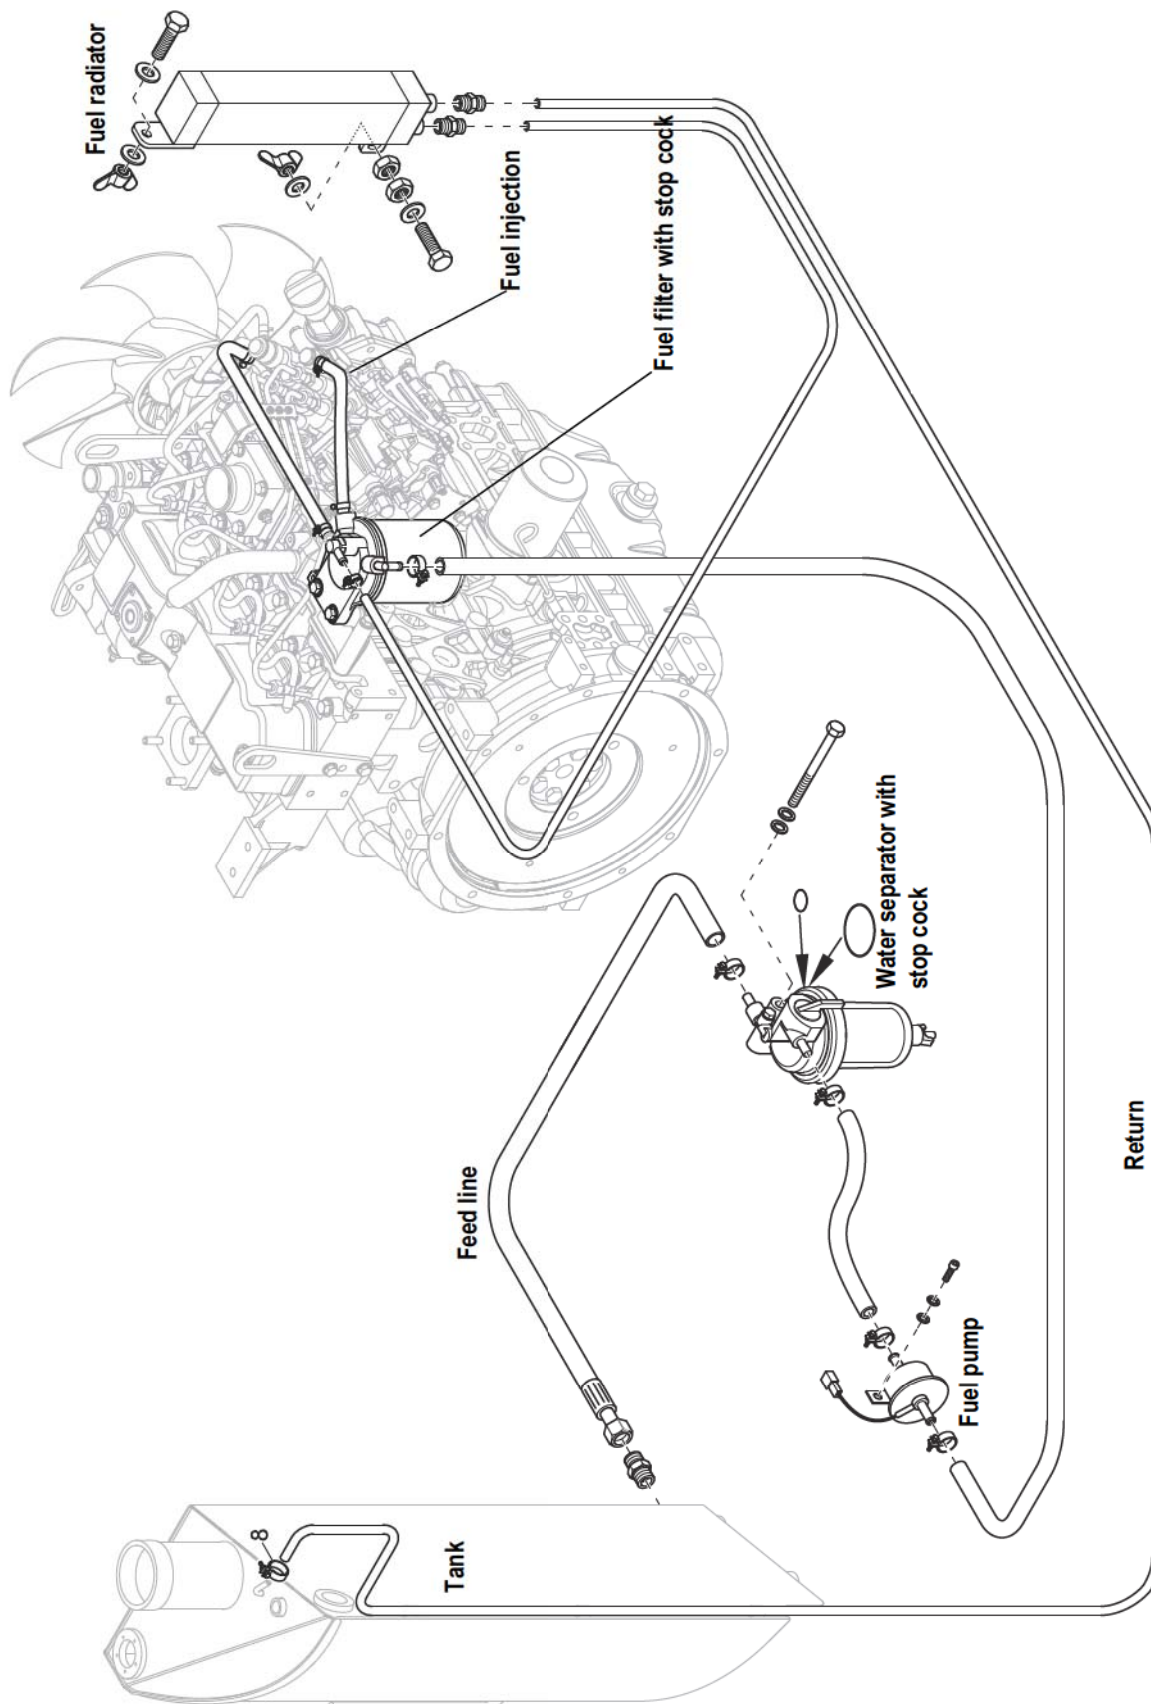 Fuel radiator
Fuel injection
Fuel filter with stop cock
Water separator with
stop cock
Feed line
Return
Fuel pump
Tank
8